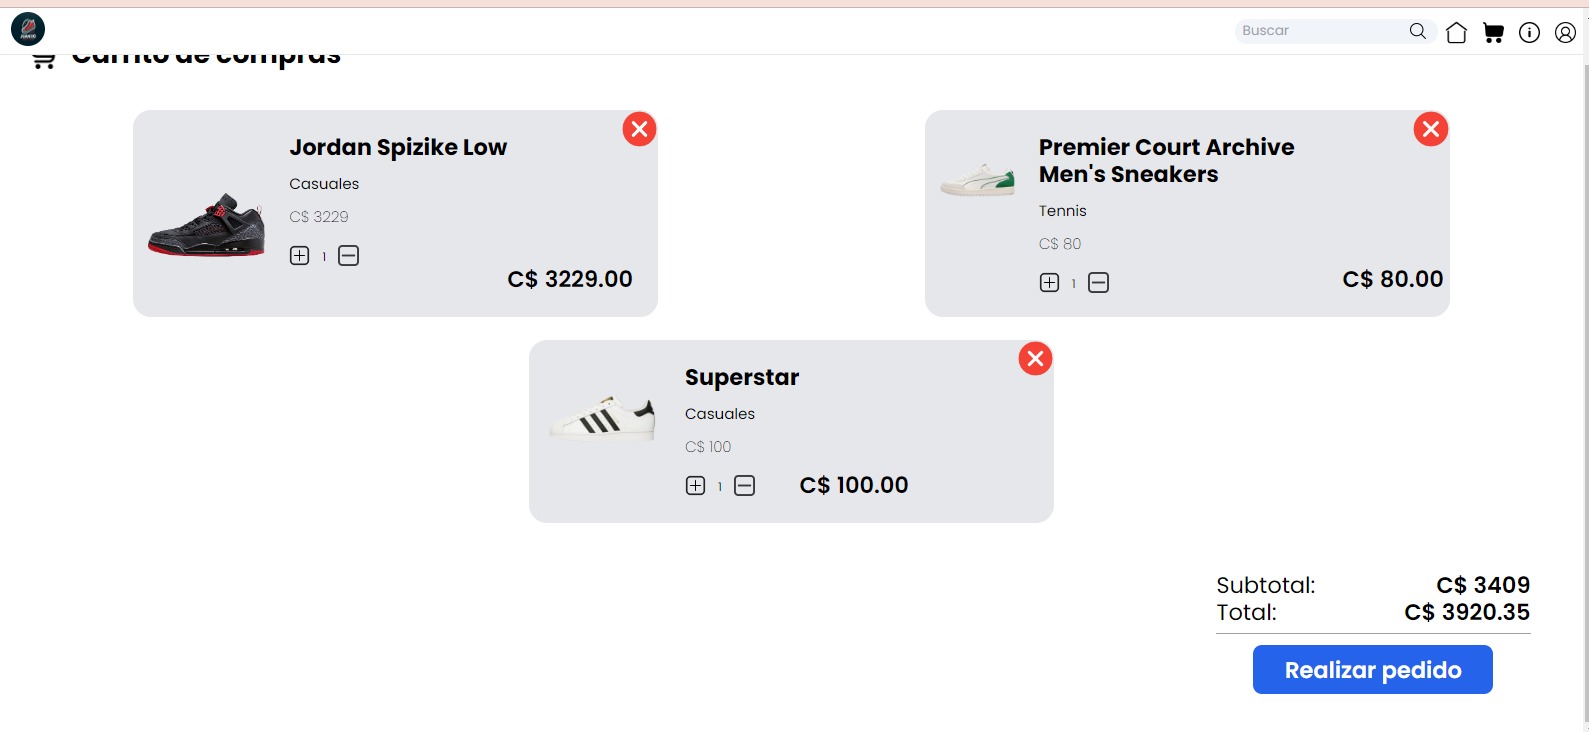 Buscar
Carrito de compras
Jordan Spizike Low
Casuales
C$ 3229
1
C$ 3229.00
Premier Court Archive
Men's Sneakers
Tennis
C$ 80
1
C$ 80.00
Superstar
Casuales
C$ 100
1
C$ 100.00
Subtotal: C$ 3409
Total: C$ 3920.35
Realizar pedido